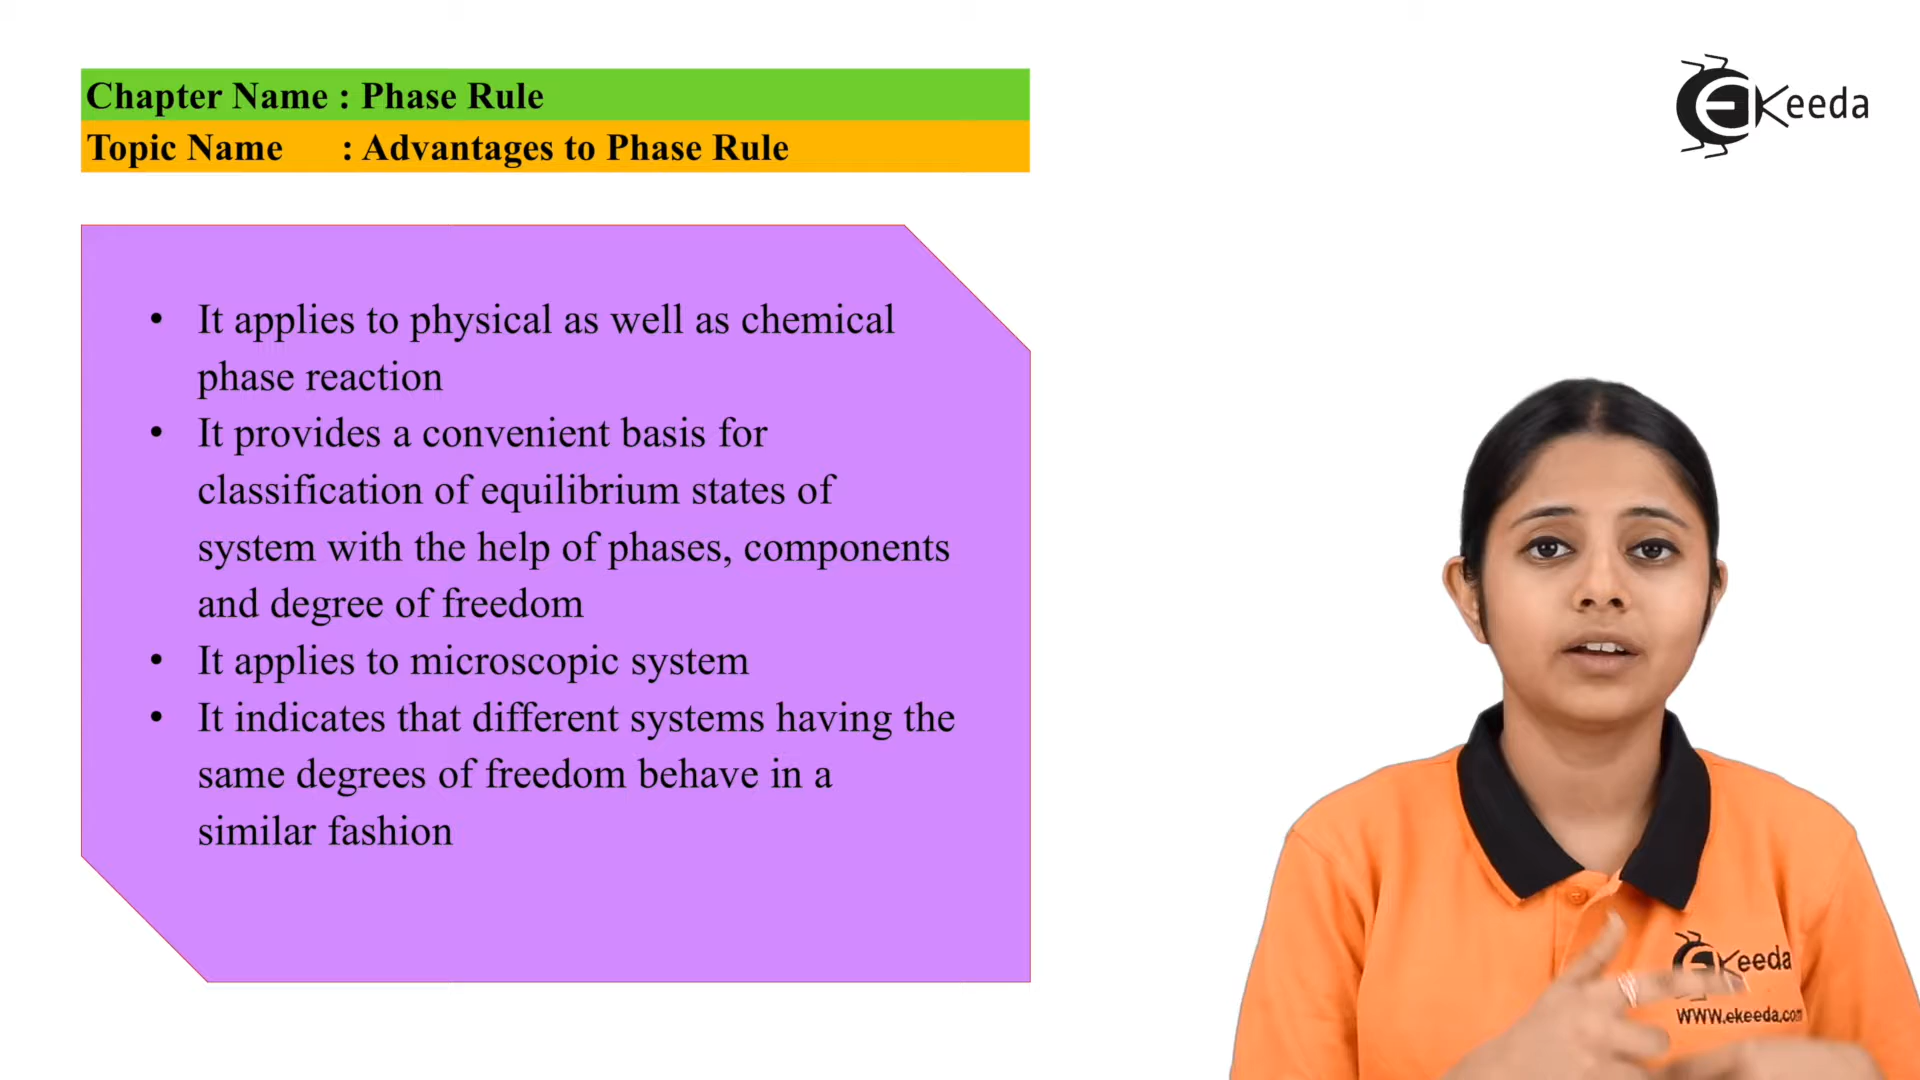 Chapter Name : Phase Rule
Topic Name : Advantages to Phase Rule
EKeeda
• It applies to physical as well as chemical
phase reaction
• It provides a convenient basis for
classification of equilibrium states of
system with the help of phases, components
and degree of freedom
• It applies to microscopic system
• It indicates that different systems having the
same degrees of freedom behave in a
similar fashion
EKeeda
www.ekeeda.com